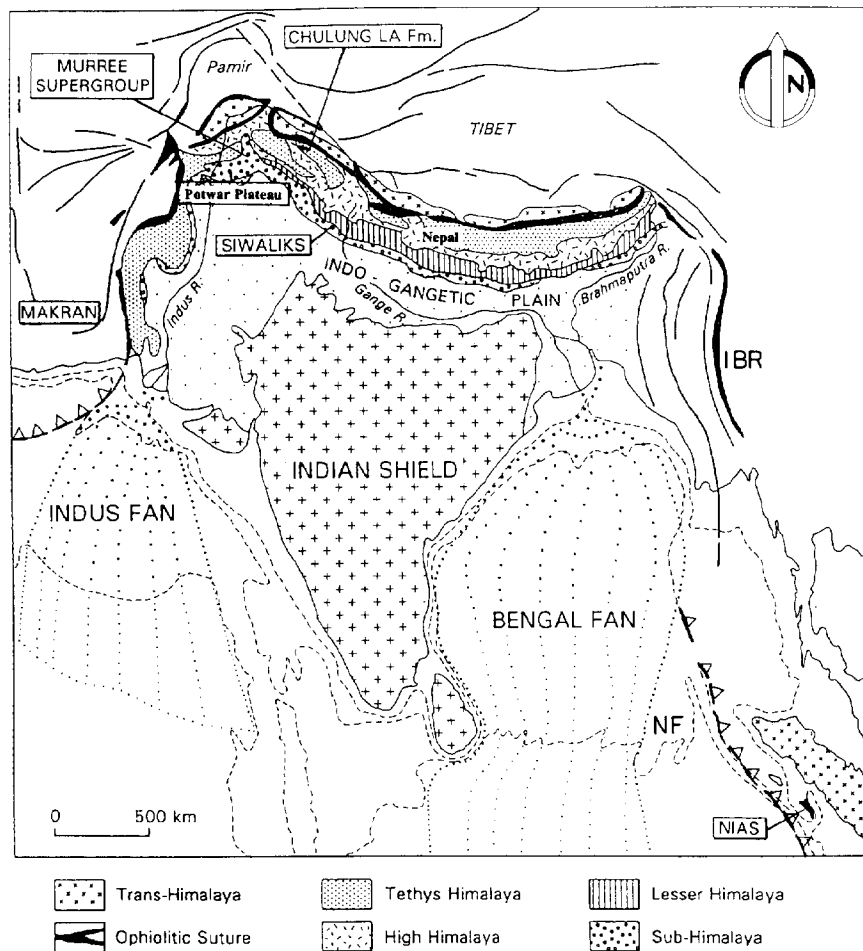 CHULUNG LA Fm.
MURREE
SUPERGROUP
Pamir
N
TIBET
Potwar Plateau
SIWALIKS
Nepal
INDO - GANGETIC PLAIN
Gange R.
Brahmaputra R.
Indus R.
MAKRAN
IBR
INDIAN SHIELD
INDUS FAN
BENGAL FAN
NF
0 500 km
NIAS
Trans-Himalaya
Tethys Himalaya
Lesser Himalaya
Ophiolitic Suture
High Himalaya
Sub-Himalaya